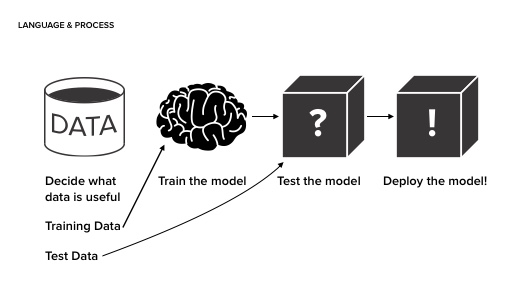 LANGUAGE & PROCESS
DATA
?
!
Decide what
data is useful
Train the model
Test the model
Deploy the model!
Training Data
Test Data